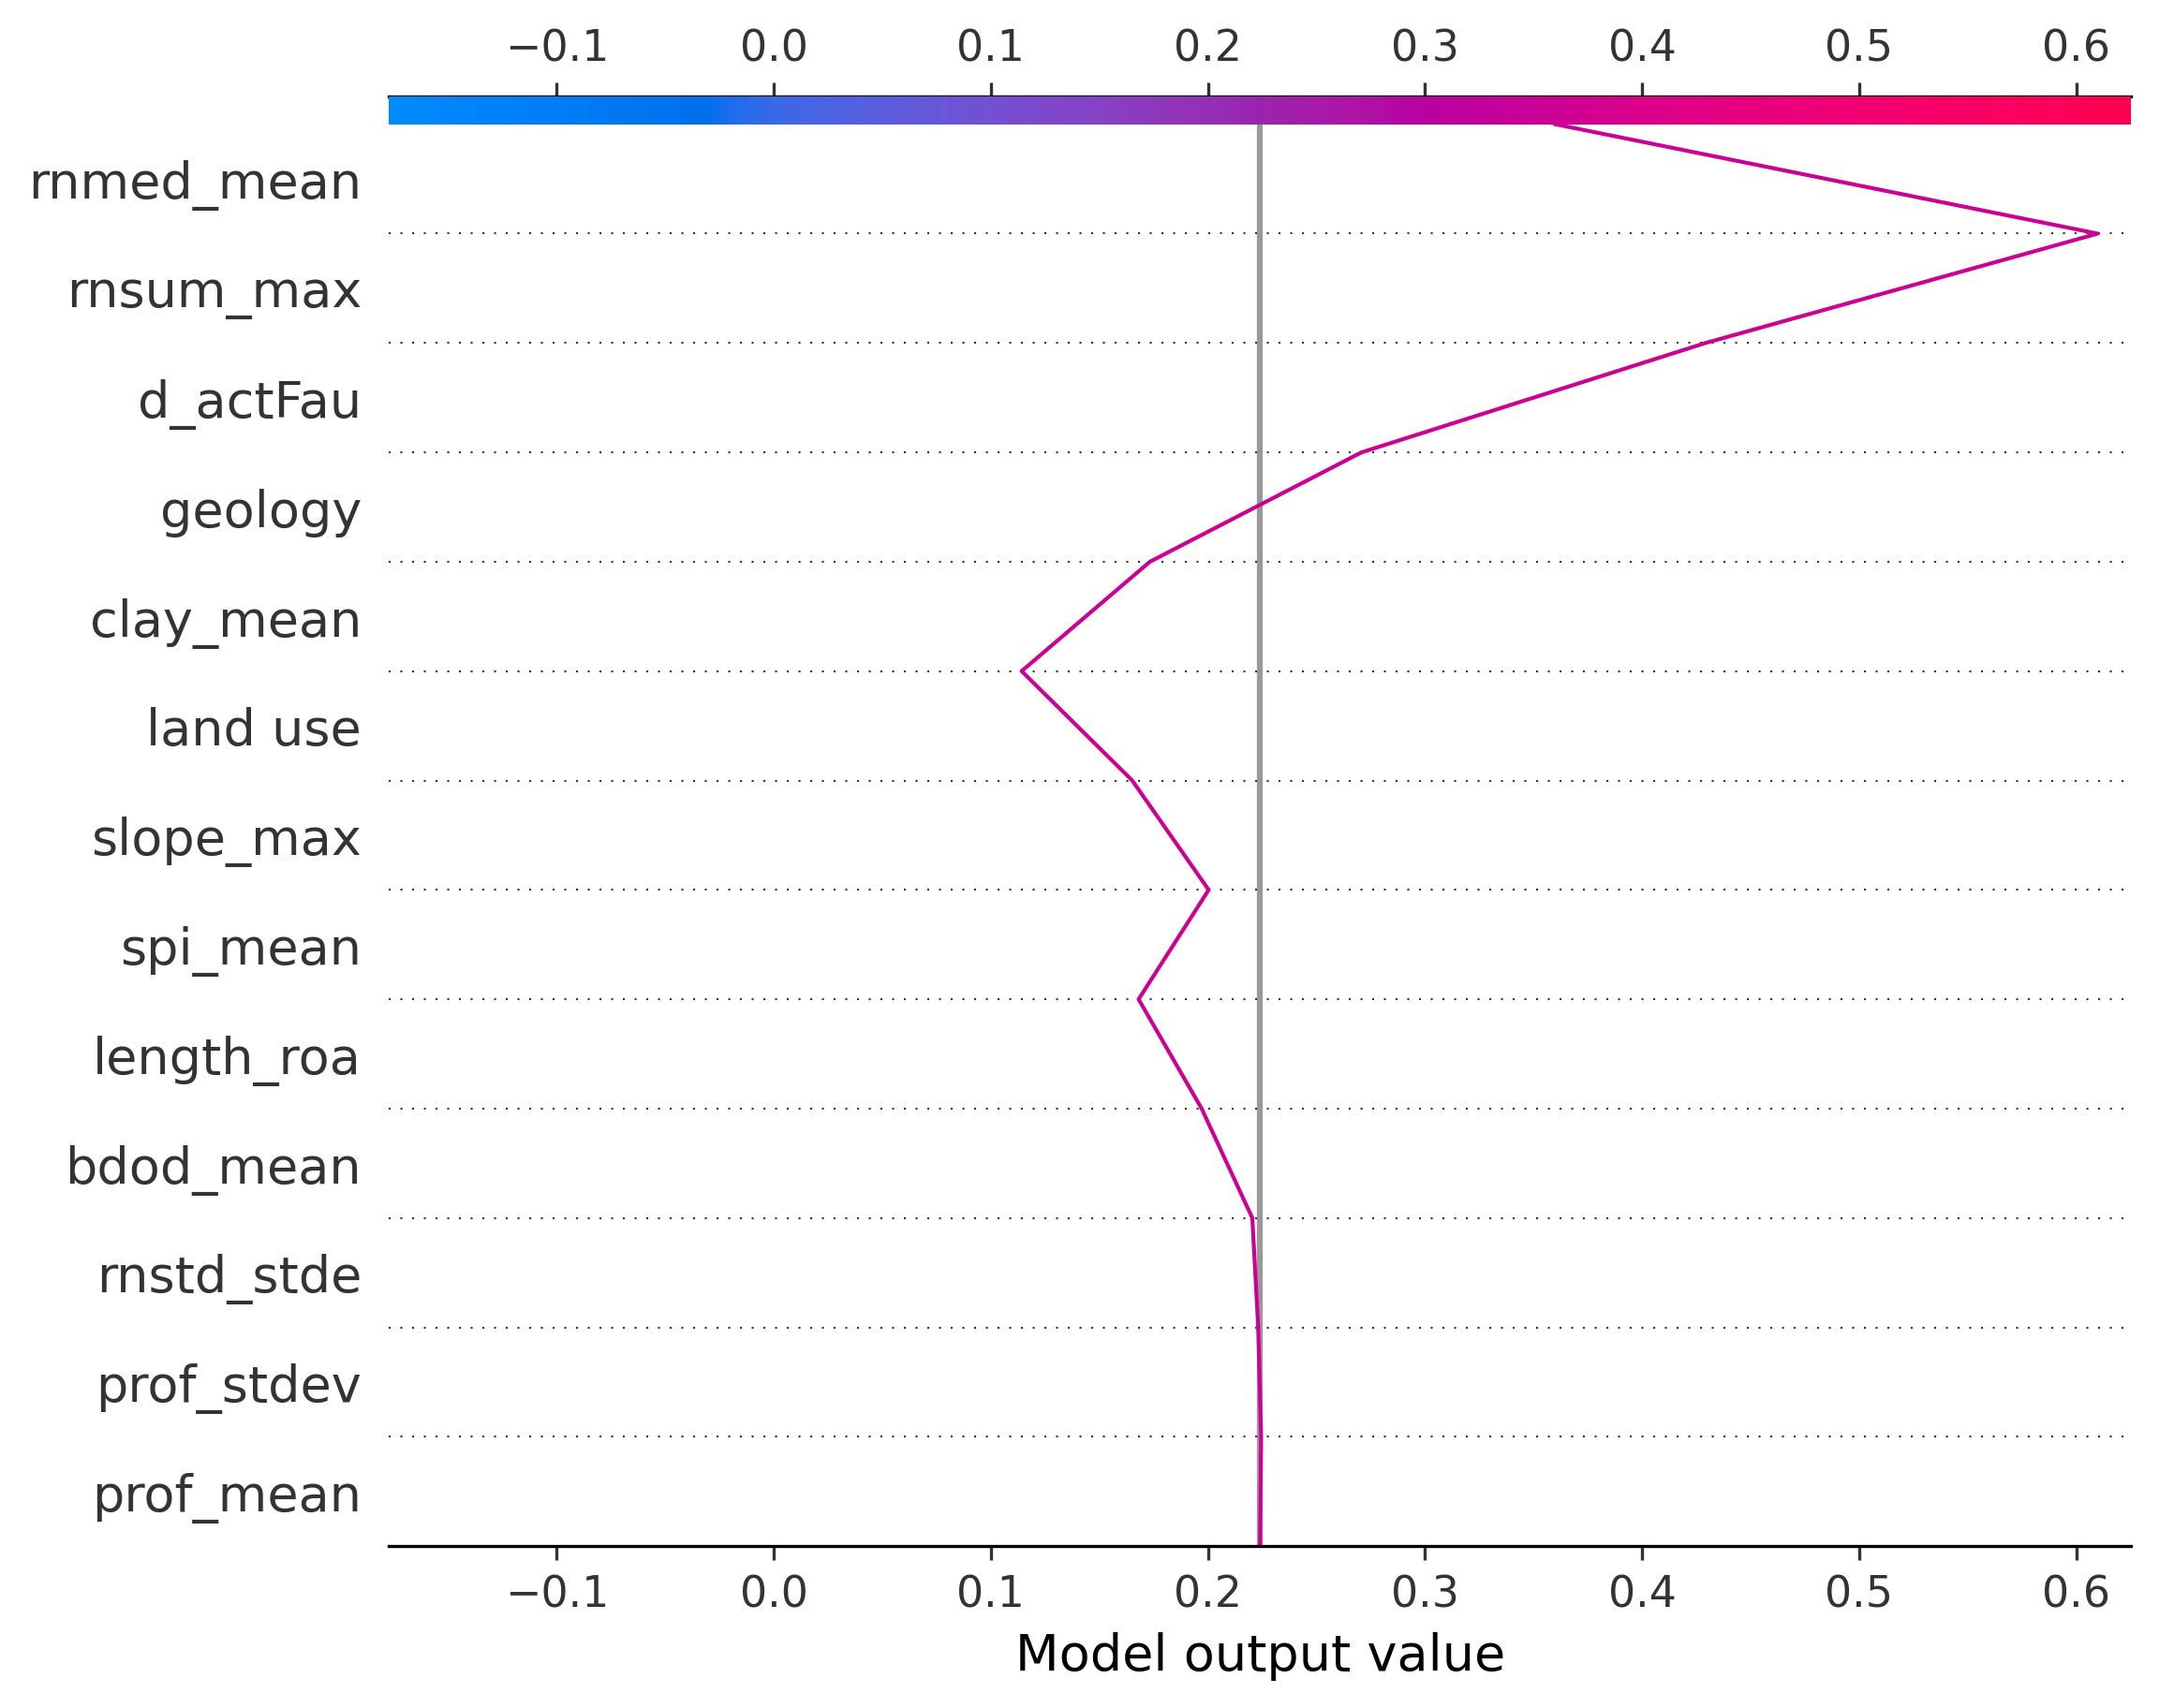 −0.1 0.0 0.1 0.2 0.3 0.4 0.5 0.6
rnmed_mean
rnsum_max
d_actFau
geology
clay_mean
land use
slope_max
spi_mean
length_roa
bdod_mean
rnstd_stde
prof_stdev
prof_mean
−0.1 0.0 0.1 0.2 0.3 0.4 0.5 0.6
Model output value